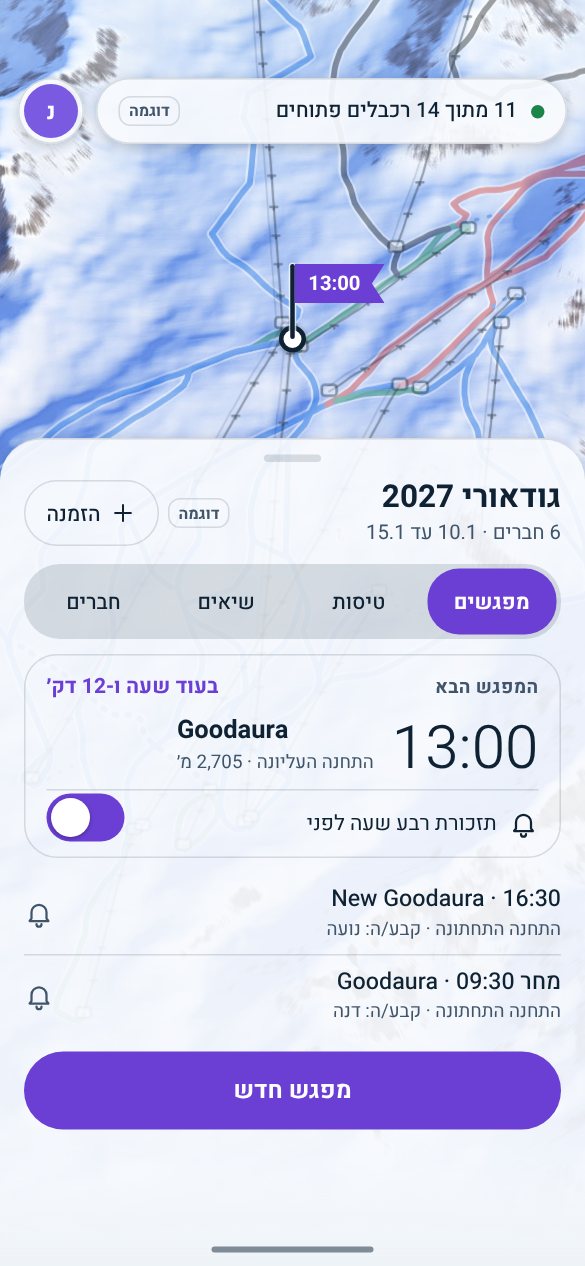 11 מתוך 14 רכבלים פתוחים
דוגמה
נ
13:00
גודאורי 2027
6 חברים · 10.1 עד 15.1
דוגמה
הזמנה
מפגשים
טיסות
שיאים
חברים
המפגש הבא
בעוד שעה ו-12 דק׳
13:00
Goodaura
התחנה העליונה · 2,705 מ׳
תזכורת רבע שעה לפני
New Goodaura · 16:30
התחנה התחתונה · קבע/ה: נועה
מחר 09:30 · Goodaura
התחנה התחתונה · קבע/ה: דנה
מפגש חדש